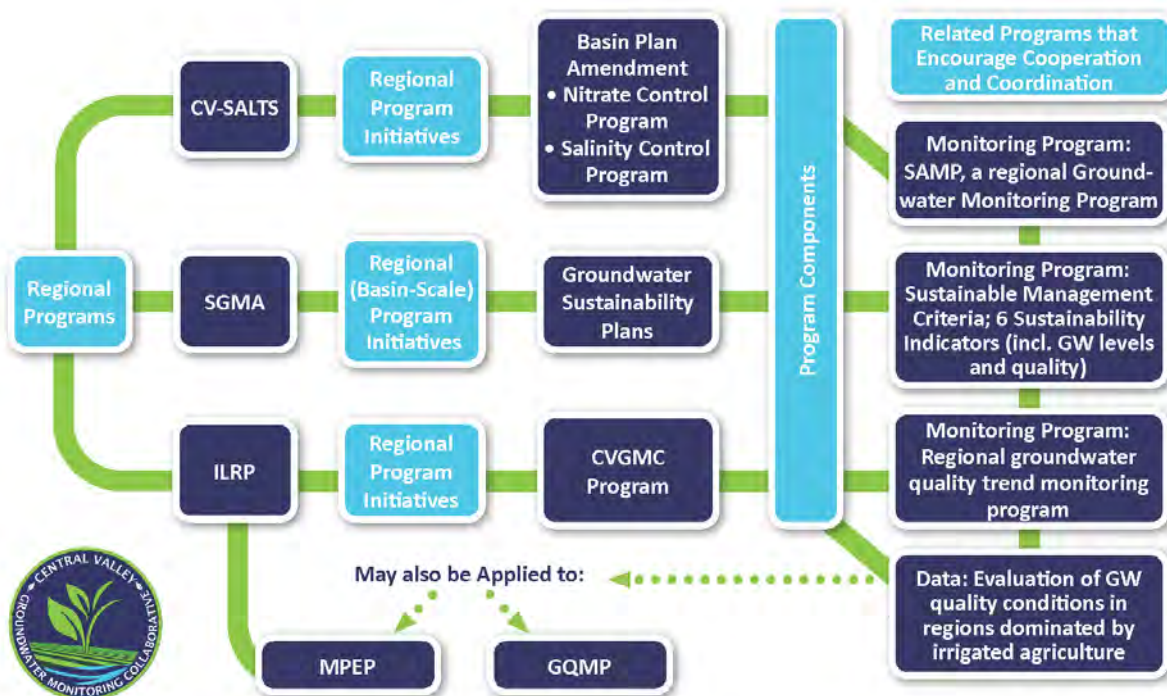 Regional
Programs
CV-SALTS
Regional
Program
Initiatives
Basin Plan
Amendment
• Nitrate Control
Program
• Salinity Control
Program
SGMA
Regional
(Basin-Scale)
Program
Initiatives
Groundwater
Sustainability
Plans
ILRP
Regional
Program
Initiatives
CVGMC
Program
Program Components
Related Programs that
Encourage Cooperation
and Coordination
Monitoring Program:
SAMP, a regional Ground-
water Monitoring Program
Monitoring Program:
Sustainable Management
Criteria; 6 Sustainability
Indicators (incl. GW levels
and quality)
Monitoring Program:
Regional groundwater
quality trend monitoring
program
Data: Evaluation of GW
quality conditions in
regions dominated by
irrigated agriculture
May also be Applied to:
MPEP
GQMP
CENTRAL VALLEY
GROUNDWATER MONITORING COLLABORATIVE